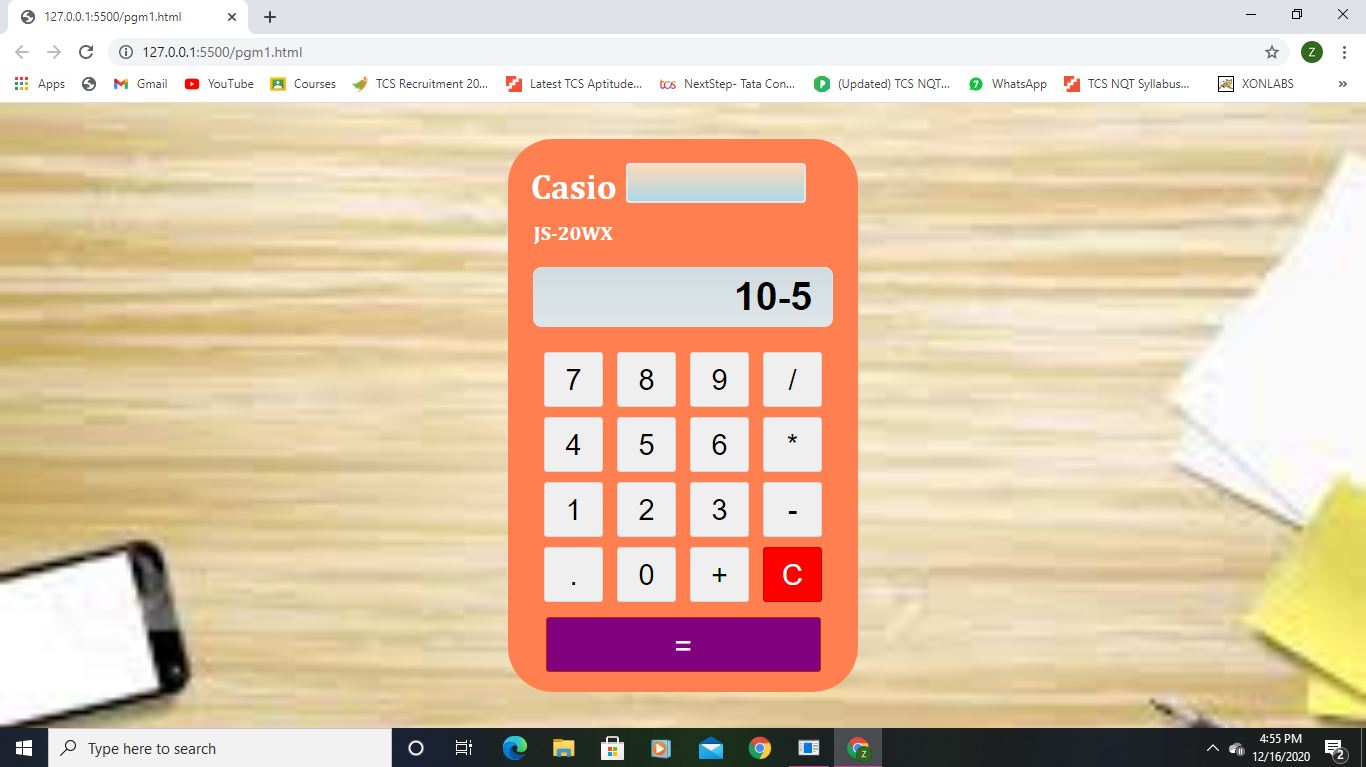 127.0.0.1:5500/pgm1.html
127.0.0.1:5500/pgm1.html
Z
Apps Gmail YouTube Courses TCS Recruitment 20... Latest TCS Aptitude... tcs NextStep- Tata Con... (Updated) TCS NQT... 7 WhatsApp TCS NQT Syllabus... XONLABS »
Casio
JS-20WX
10-5
7 8 9 /
4 5 6 *
1 2 3 -
. 0 + C
=
Type here to search
Z
4:55 PM
12/16/2020
2